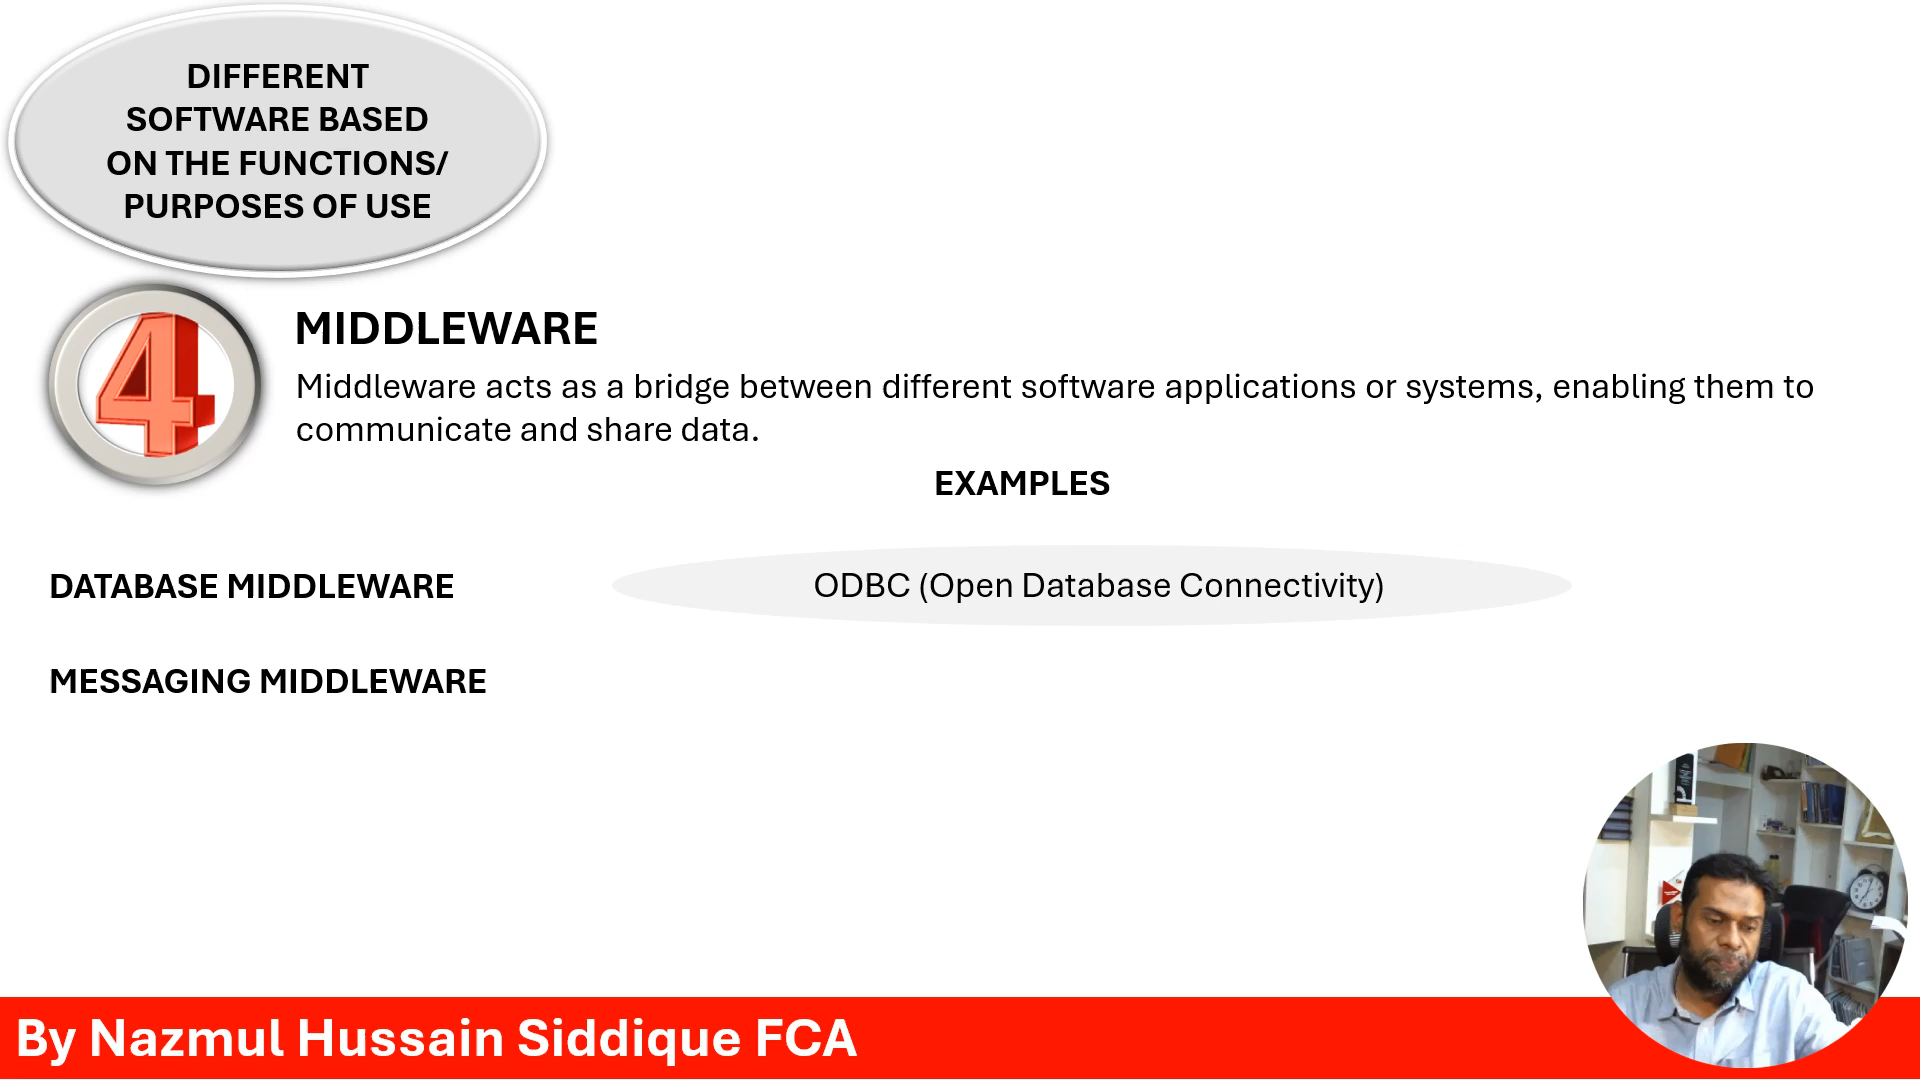 DIFFERENT
SOFTWARE BASED
ON THE FUNCTIONS/
PURPOSES OF USE
4
MIDDLEWARE
Middleware acts as a bridge between different software applications or systems, enabling them to
communicate and share data.
EXAMPLES
DATABASE MIDDLEWARE
ODBC (Open Database Connectivity)
MESSAGING MIDDLEWARE
By Nazmul Hussain Siddique FCA